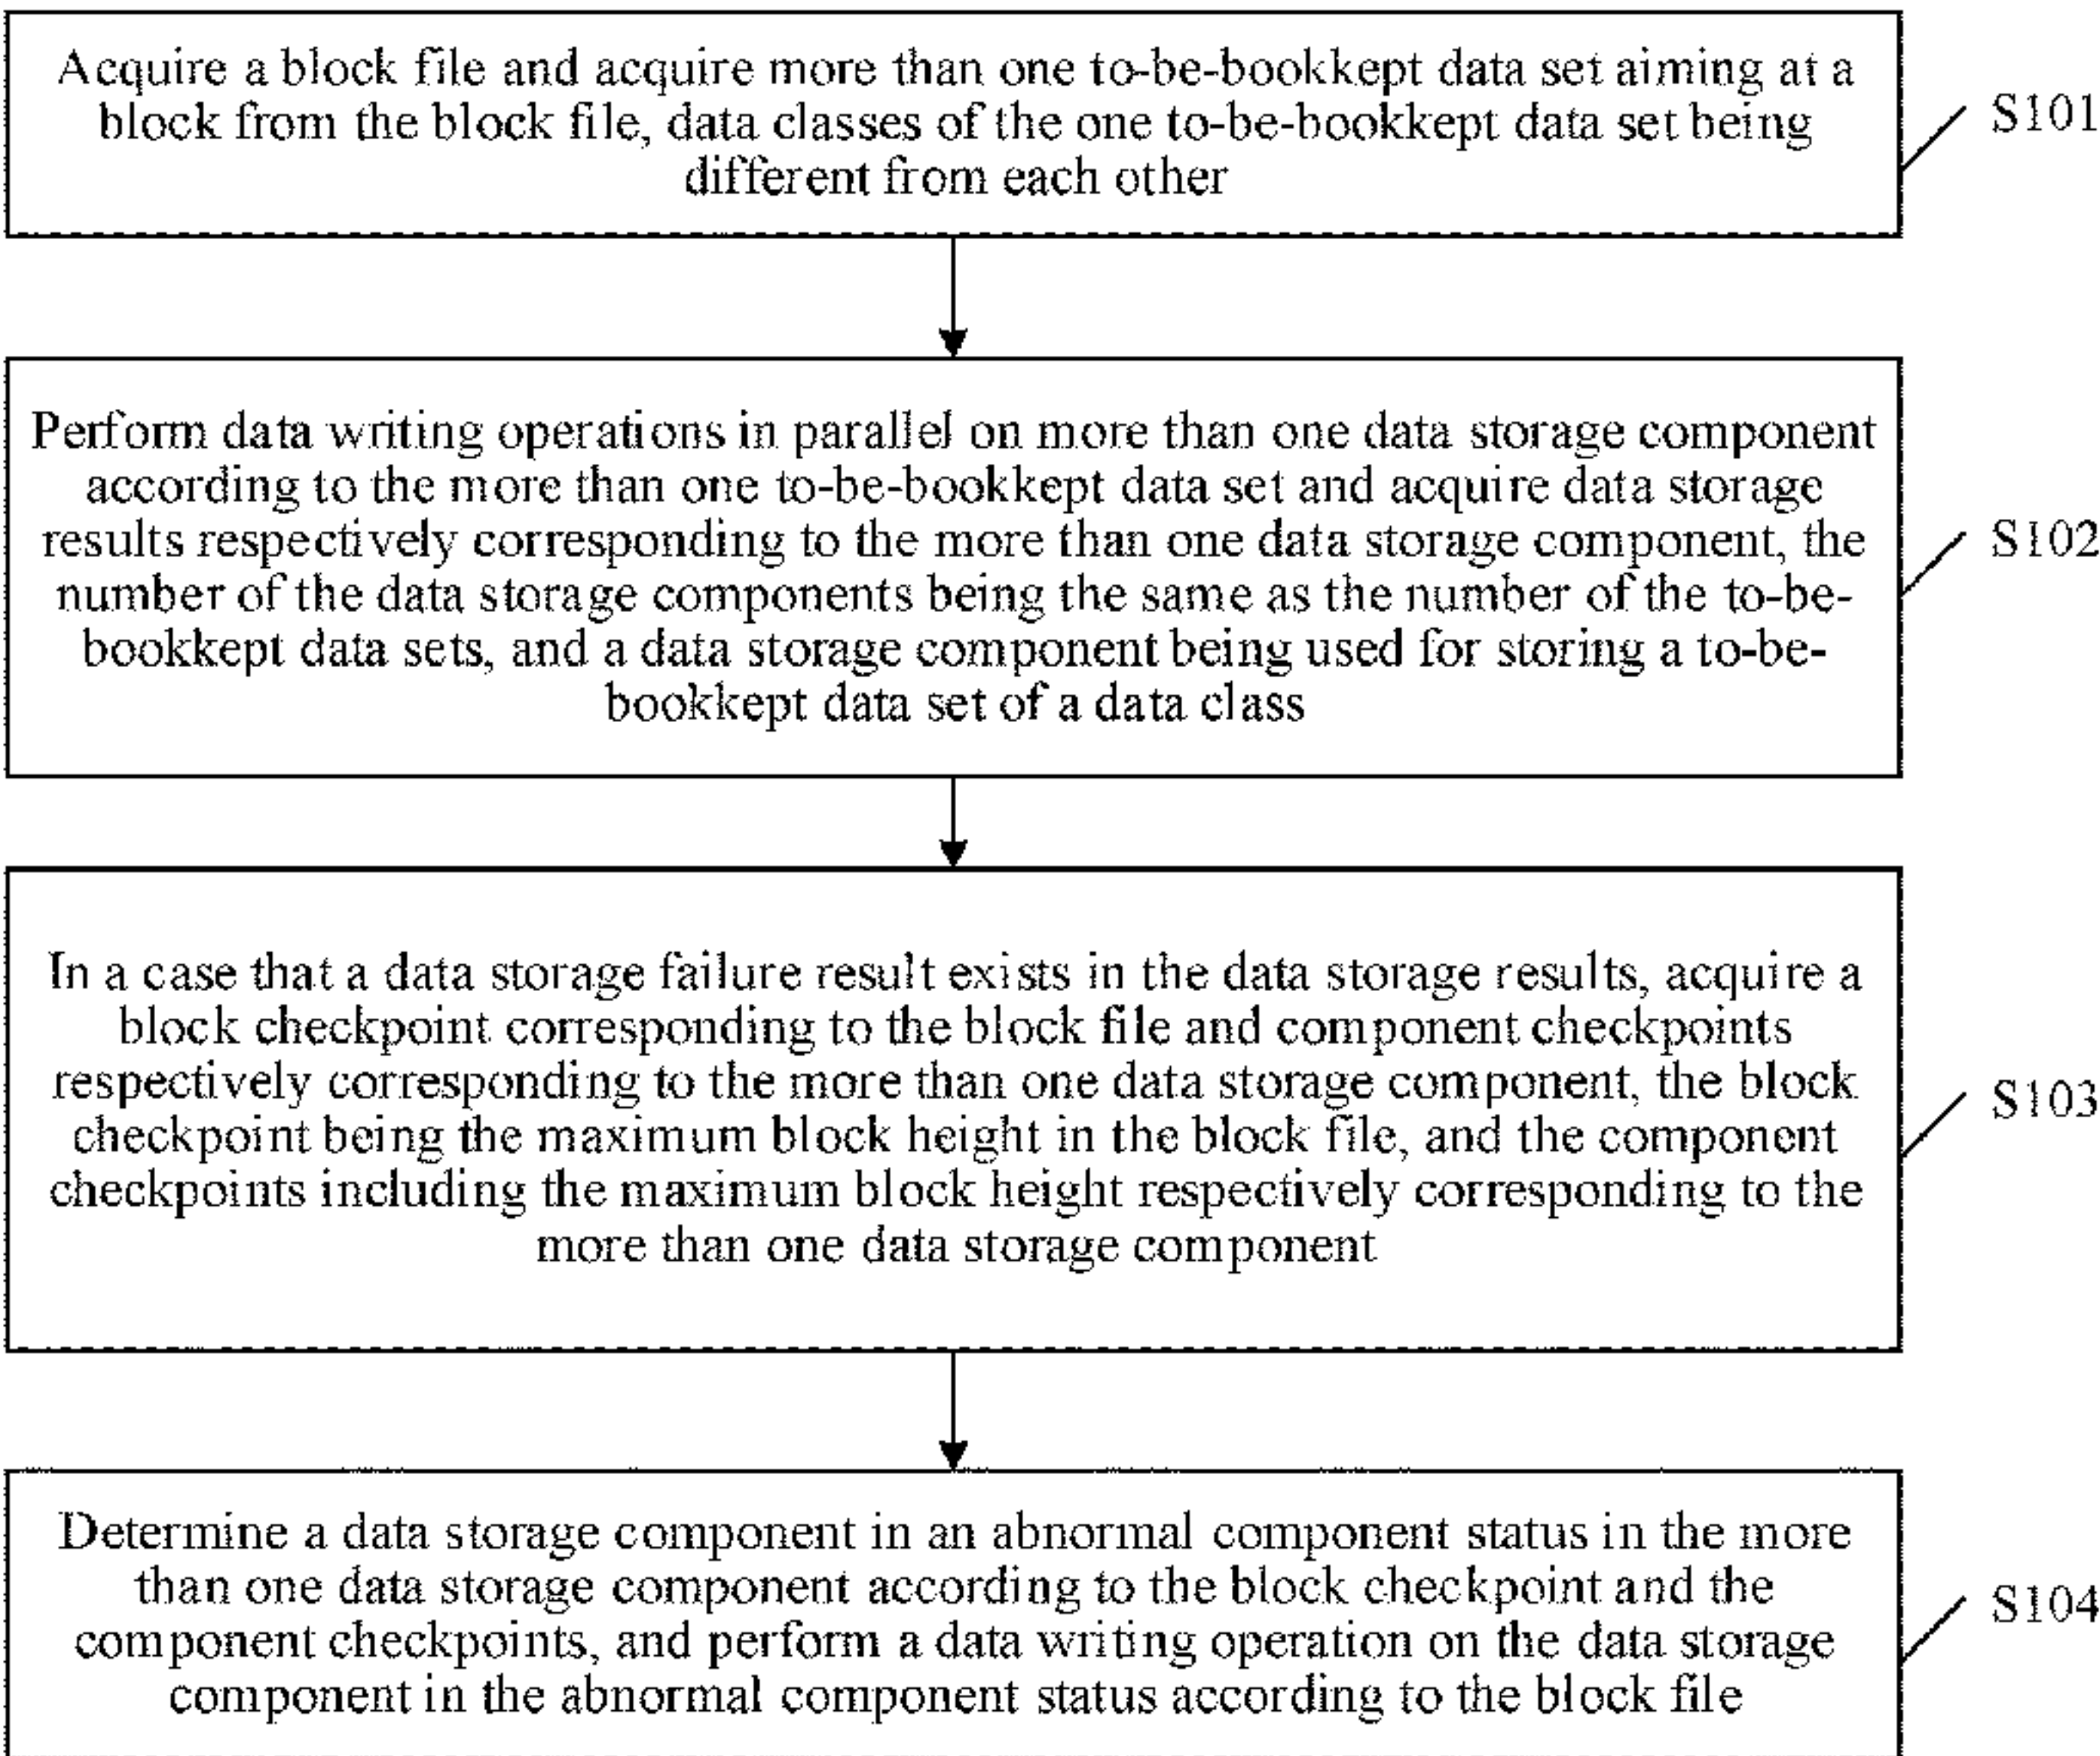 Acquire a block file and acquire more than one to-be-bookkept data set aiming at a
block from the block file, data classes of the one to-be-bookkept data set being
different from each other
S101
Perform data writing operations in parallel on more than one data storage component
according to the more than one to-be-bookkept data set and acquire data storage
results respectively corresponding to the more than one data storage component, the
number of the data storage components being the same as the number of the to-be-
bookkept data sets, and a data storage component being used for storing a to-be-
bookkept data set of a data class
S102
In a case that a data storage failure result exists in the data storage results, acquire a
block checkpoint corresponding to the block file and component checkpoints
respectively corresponding to the more than one data storage component, the block
checkpoint being the maximum block height in the block file, and the component
checkpoints including the maximum block height respectively corresponding to the
more than one data storage component
S103
Determine a data storage component in an abnormal component status in the more
than one data storage component according to the block checkpoint and the
component checkpoints, and perform a data writing operation on the data storage
component in the abnormal component status according to the block file
S104